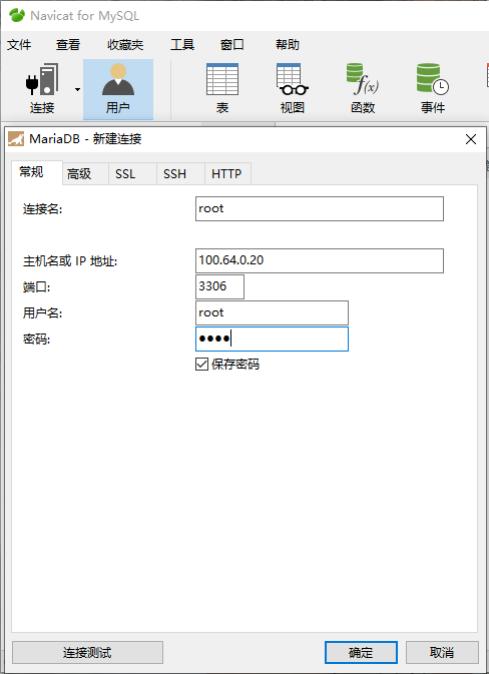 Navicat for MySQL
文件 查看 收藏夹 工具 窗口 帮助
连接 用户 表 视图 函数 事件
f(x)
MariaDB - 新建连接
常规 高级 SSL SSH HTTP
连接名: root
主机名或 IP 地址: 100.64.0.20
端口: 3306
用户名: root
密码: ••••
保存密码
连接测试 确定 取消